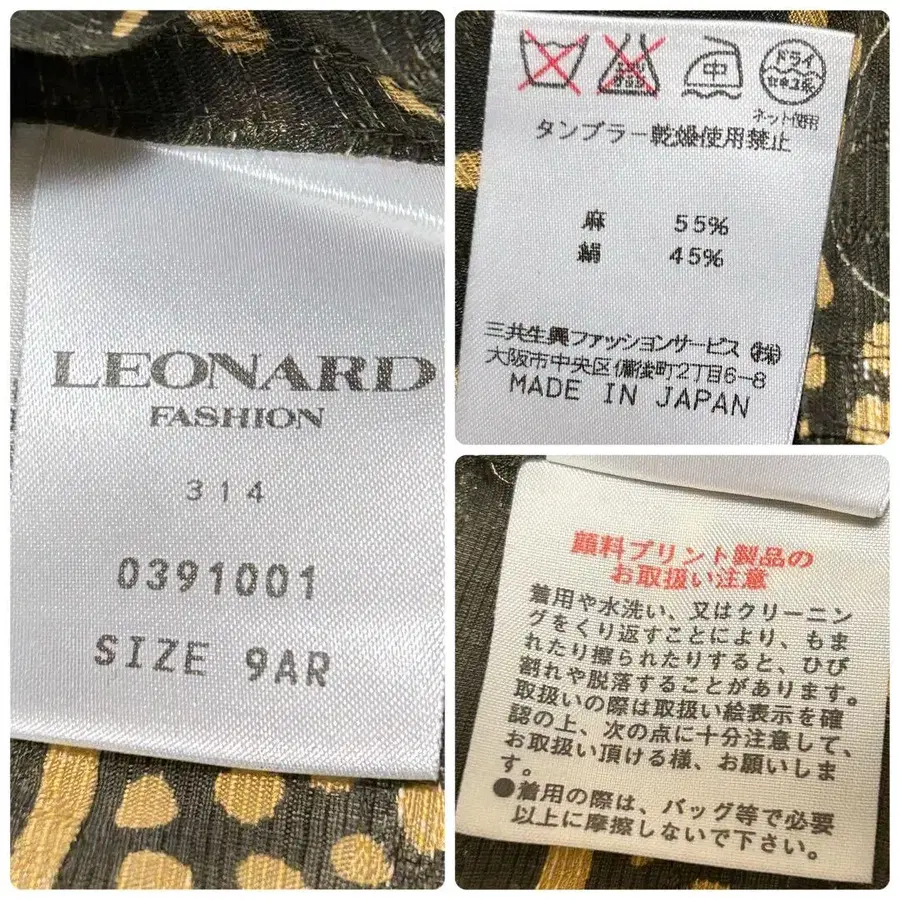 LEONARD
FASHION
314
0391001
SIZE 9AR
エンソ
サラシ
中
ドライ
セキユ系
ネット使用
タンブラー乾燥使用禁止
麻 55%
絹 45%
三共生興ファッションサービス㈱
大阪市中央区備後町2丁目6-8
MADE IN JAPAN
顔料プリント製品の
お取扱い注意
着用や水洗い、又はクリーニン
グをくり返すことにより、もま
れたり擦られたりすると、ひび
割れや脱落することがあります。
取扱いの際は取扱い絵表示を確
認の上、次の点に十分注意して、
お取扱い頂ける様、お願いしま
す。
●着用の際は、バッグ等で必要
以上に摩擦しないで下さい。